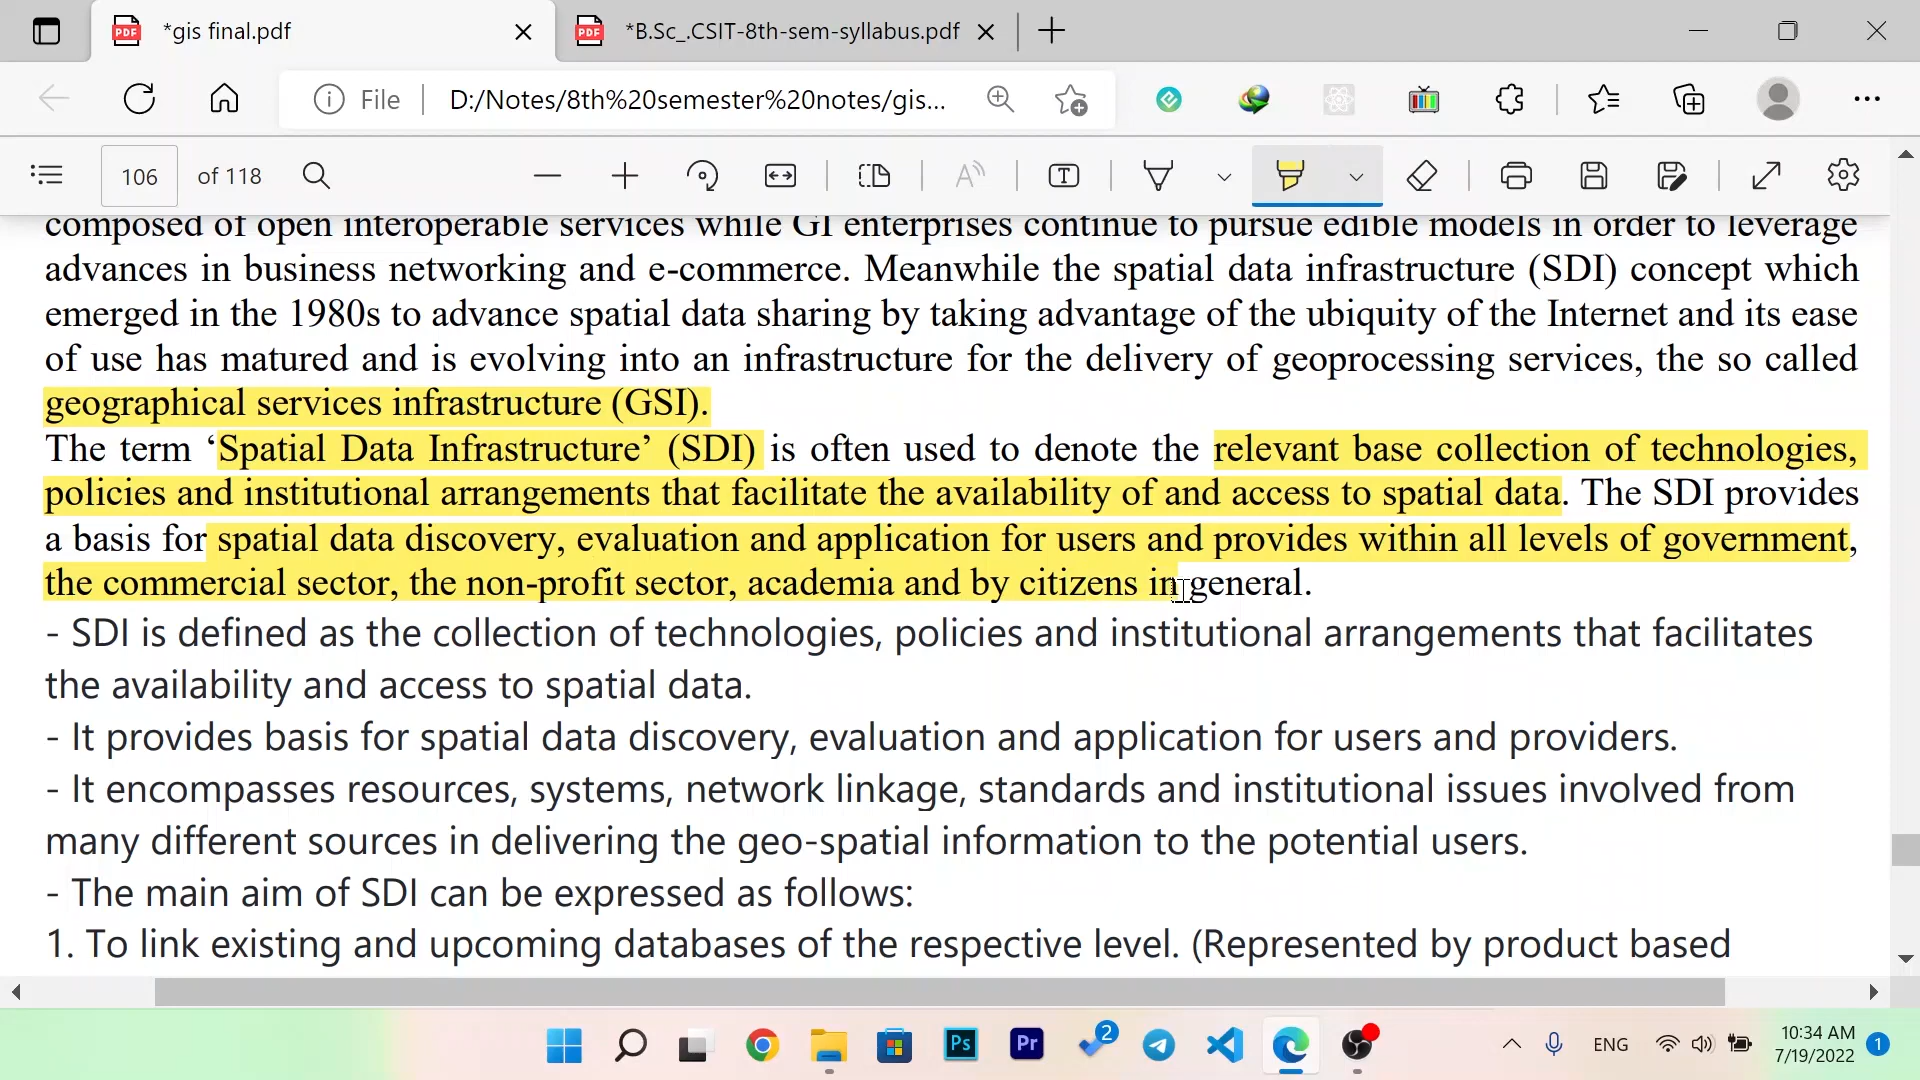 *gis final.pdf
*B.Sc_.CSIT-8th-sem-syllabus.pdf
File
D:/Notes/8th%20semester%20notes/gis...
106 of 118
composed of open interoperable services while GI enterprises continue to pursue edible models in order to leverage
advances in business networking and e-commerce. Meanwhile the spatial data infrastructure (SDI) concept which
emerged in the 1980s to advance spatial data sharing by taking advantage of the ubiquity of the Internet and its ease
of use has matured and is evolving into an infrastructure for the delivery of geoprocessing services, the so called
geographical services infrastructure (GSI).
The term ‘Spatial Data Infrastructure’ (SDI) is often used to denote the relevant base collection of technologies,
policies and institutional arrangements that facilitate the availability of and access to spatial data. The SDI provides
a basis for spatial data discovery, evaluation and application for users and provides within all levels of government,
the commercial sector, the non-profit sector, academia and by citizens in general.
- SDI is defined as the collection of technologies, policies and institutional arrangements that facilitates
the availability and access to spatial data.
- It provides basis for spatial data discovery, evaluation and application for users and providers.
- It encompasses resources, systems, network linkage, standards and institutional issues involved from
many different sources in delivering the geo-spatial information to the potential users.
- The main aim of SDI can be expressed as follows:
1. To link existing and upcoming databases of the respective level. (Represented by product based
Ps
Pr
2
ENG
10:34 AM
7/19/2022
1